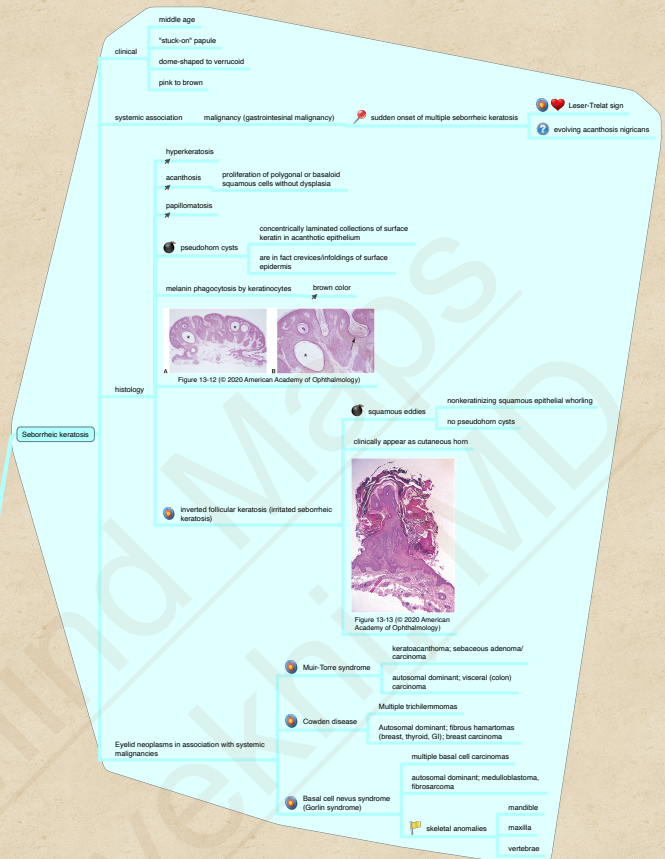 middle age
"stuck-on" papule
clinical
dome-shaped to verrucoid
pink to brown
systemic association
malignancy (gastrointesinal malignancy)
sudden onset of multiple seborrheic keratosis
Leser-Trelat sign
evolving acanthosis nigricans
hyperkeratosis
acanthosis
proliferation of polygonal or basaloid
squamous cells without dysplasia
papillomatosis
pseudohorn cysts
concentrically laminated collections of surface
keratin in acanthotic epithelium
are in fact crevices/infoldings of surface
epidermis
melanin phagocytosis by keratinocytes
brown color
A
B
Figure 13-12 (© 2020 American Academy of Ophthalmology)
histology
Seborrheic keratosis
squamous eddies
nonkeratinizing squamous epithelial whorling
no pseudohorn cysts
clinically appear as cutaneous horn
inverted follicular keratosis (irritated seborrheic
keratosis)
Figure 13-13 (© 2020 American
Academy of Ophthalmology)
Muir-Torre syndrome
keratoacanthoma; sebaceous adenoma/
carcinoma
autosomal dominant; visceral (colon)
carcinoma
Cowden disease
Multiple trichilemmomas
Autosomal dominant; fibrous hamartomas
(breast, thyroid, GI); breast carcinoma
Eyelid neoplasms in association with systemic
malignancies
multiple basal cell carcinomas
Basal cell nevus syndrome
(Gorlin syndrome)
autosomal dominant; medulloblastoma,
fibrosarcoma
skeletal anomalies
mandible
maxilla
vertebrae